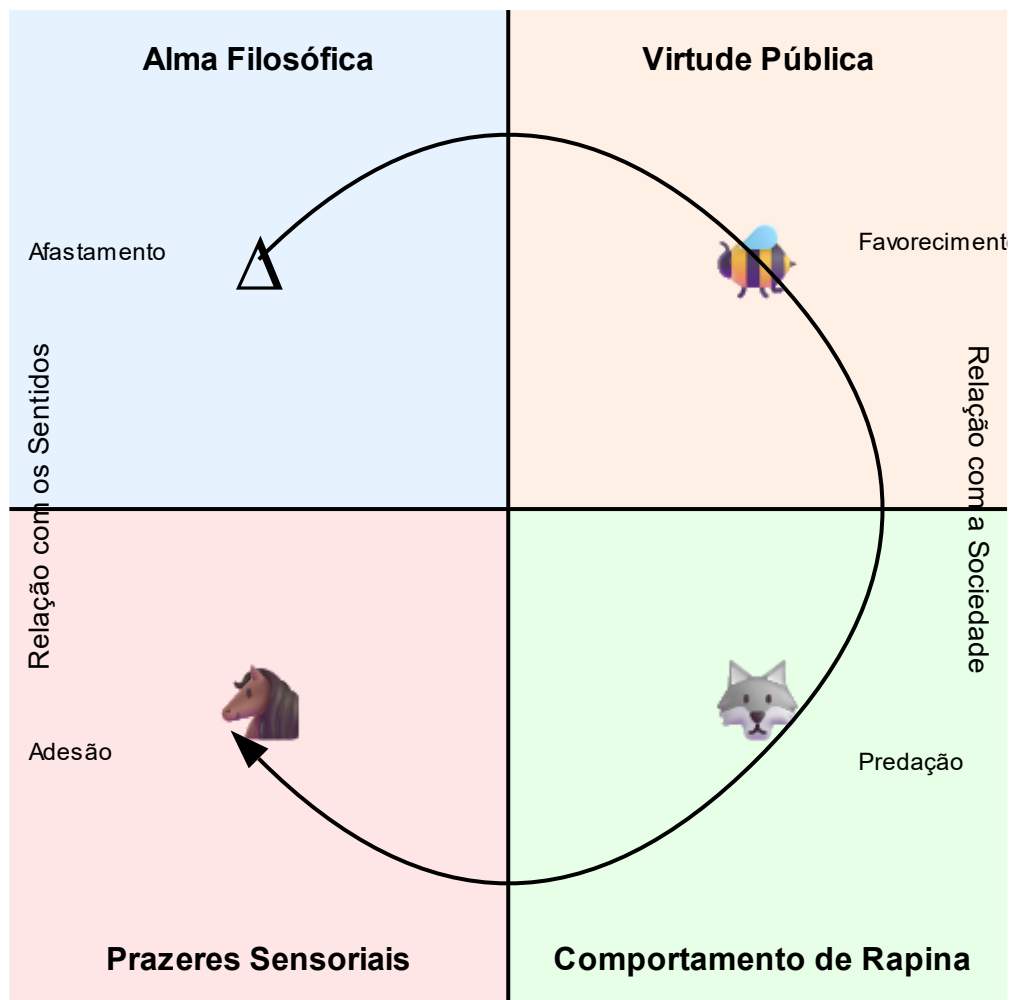 Alma Filosófica
Virtude Pública
Afastamento
Δ
Favorecimento
Relação com os Sentidos
Relação com a Sociedade
Adesão
Predação
Prazeres Sensoriais
Comportamento de Rapina